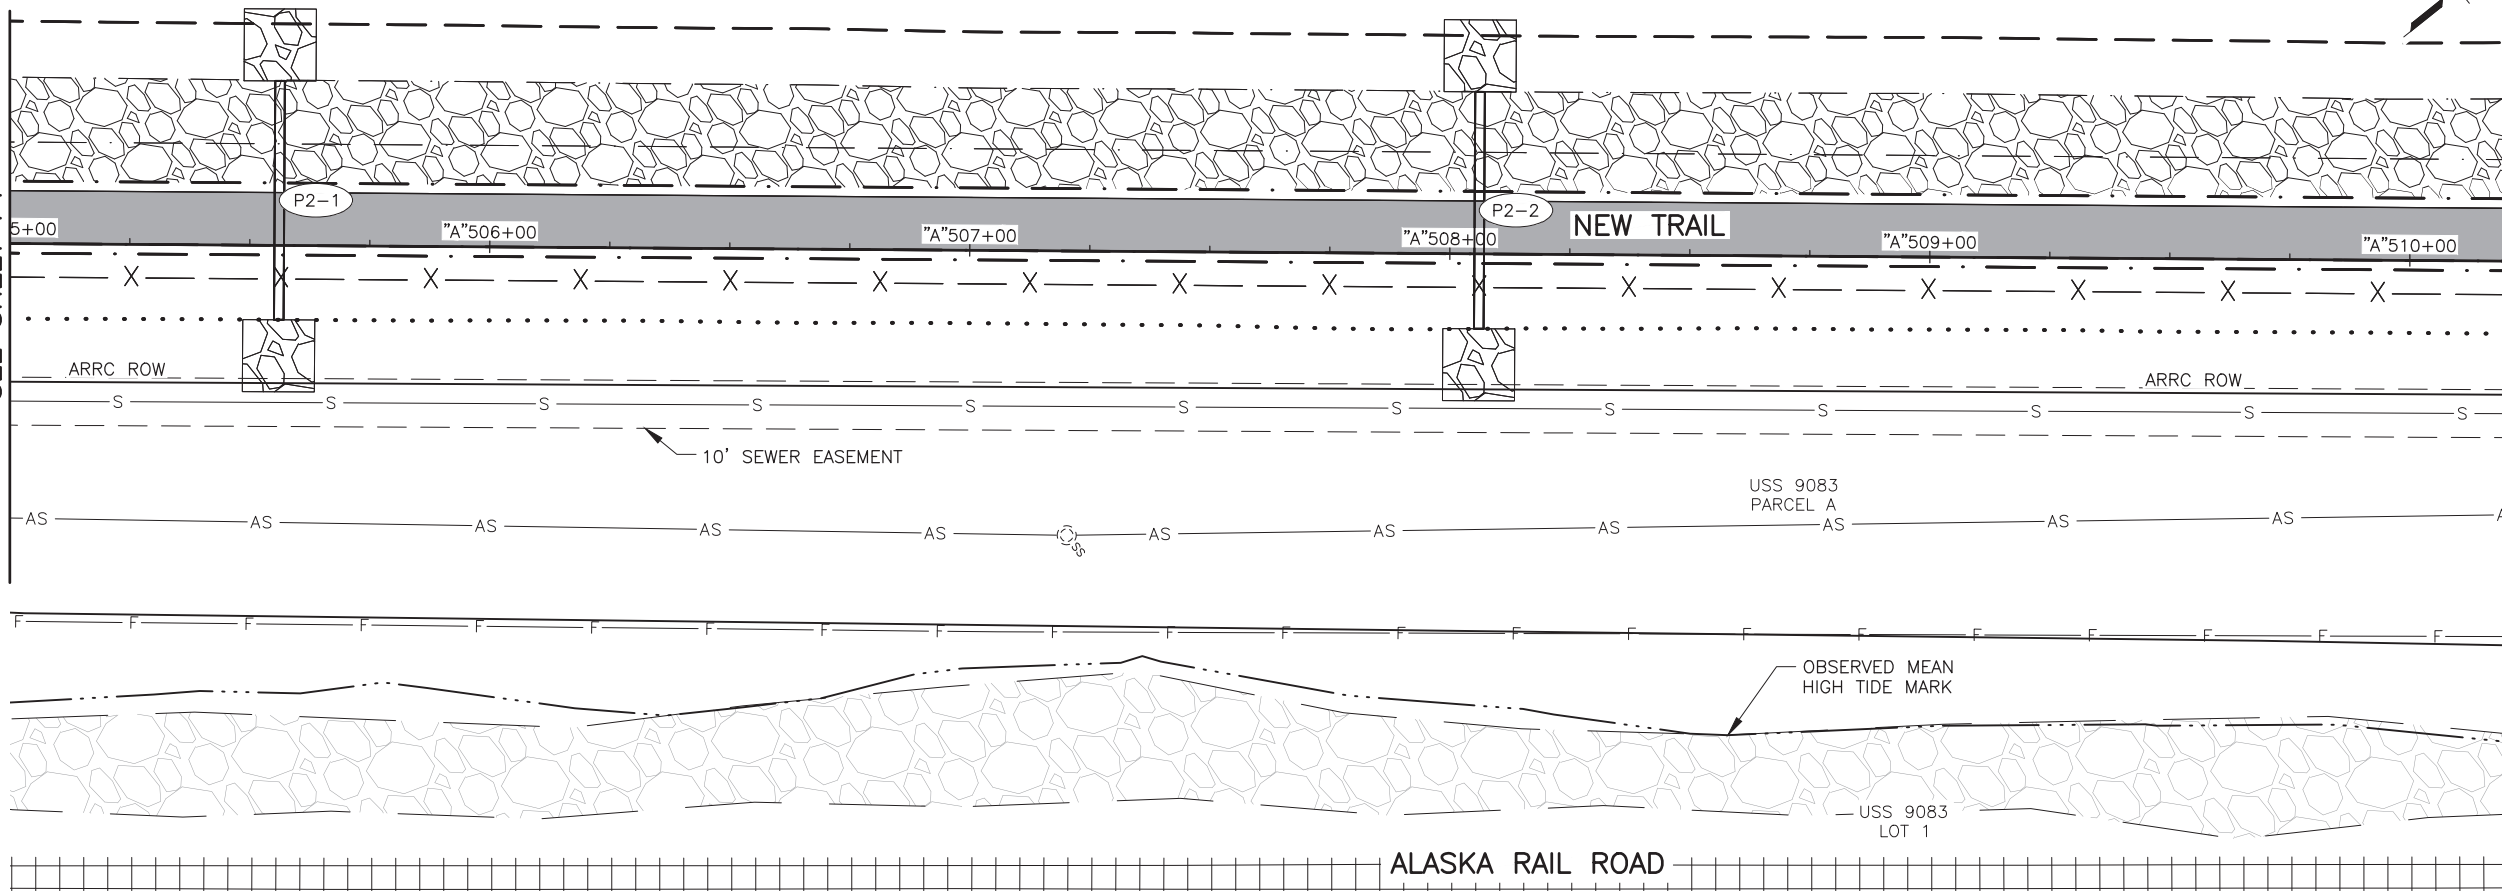 P2-1
P2-2
NEW TRAIL
5+00
"A"506+00
"A"507+00
"A"508+00
"A"509+00
"A"510+00
X X X X X X X X X X X X X X X X
ARRC ROW
ARRC ROW
S S S S S S S S S S S S
10' SEWER EASEMENT
USS 9083
PARCEL A
AS AS AS AS AS AS AS AS AS AS AS
SS
F F F F F F F F F F F F F F F F F F F F F F
OBSERVED MEAN
HIGH TIDE MARK
USS 9083
LOT 1
ALASKA RAIL ROAD